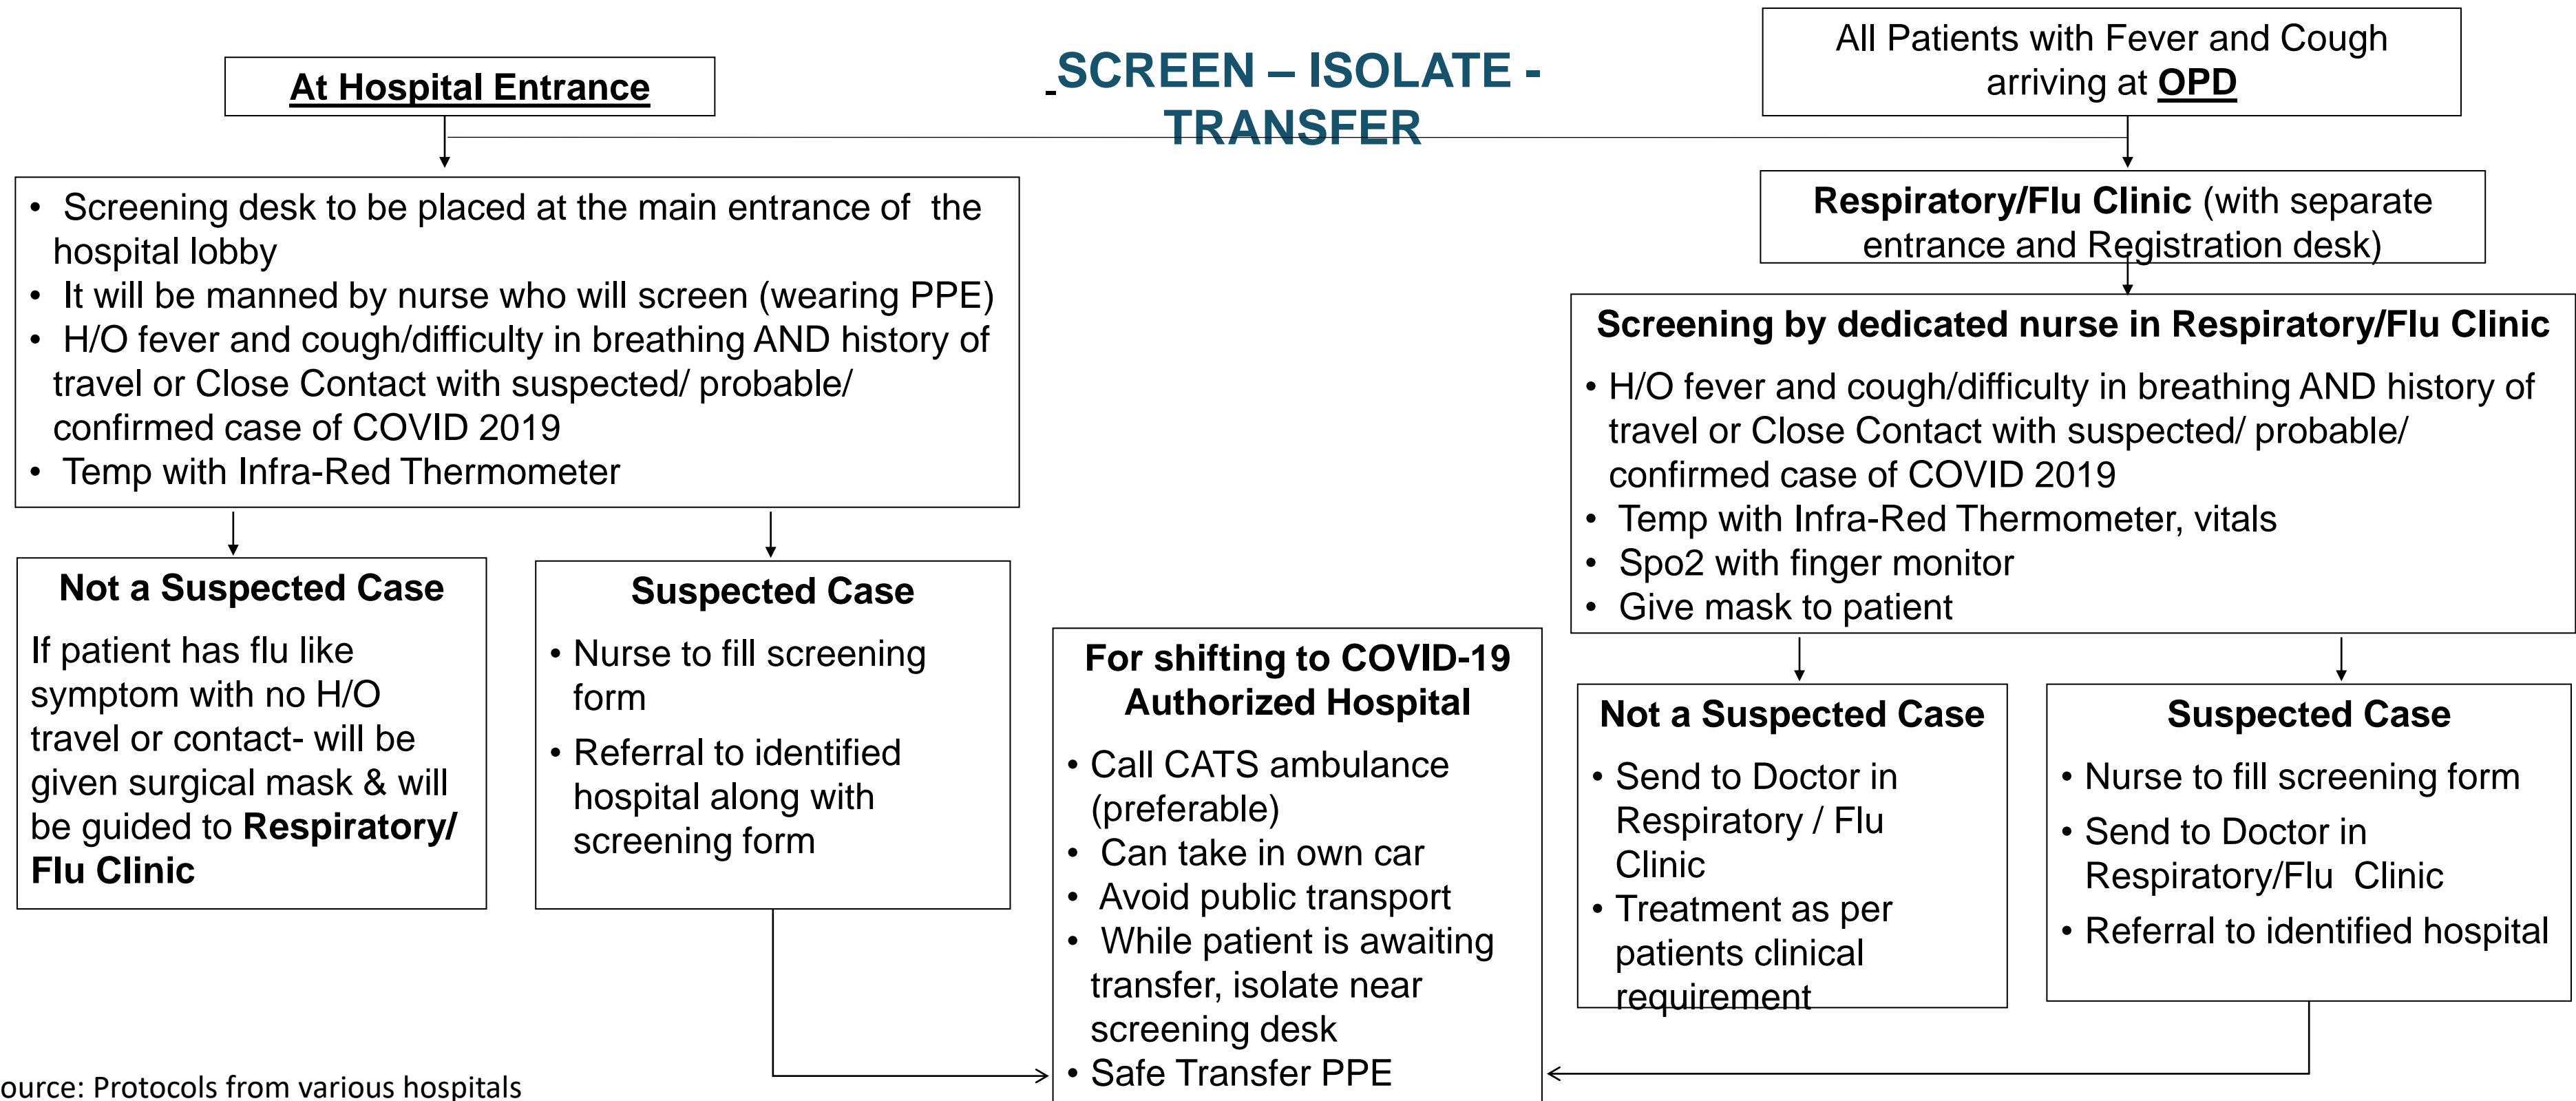 SCREEN – ISOLATE -
TRANSFER
At Hospital Entrance
• Screening desk to be placed at the main entrance of the
hospital lobby
• It will be manned by nurse who will screen (wearing PPE)
• H/O fever and cough/difficulty in breathing AND history of
travel or Close Contact with suspected/ probable/
confirmed case of COVID 2019
• Temp with Infra-Red Thermometer
Not a Suspected Case
If patient has flu like
symptom with no H/O
travel or contact- will be
given surgical mask & will
be guided to Respiratory/
Flu Clinic
Suspected Case
• Nurse to fill screening
form
• Referral to identified
hospital along with
screening form
For shifting to COVID-19
Authorized Hospital
• Call CATS ambulance
(preferable)
• Can take in own car
• Avoid public transport
• While patient is awaiting
transfer, isolate near
screening desk
• Safe Transfer PPE
All Patients with Fever and Cough
arriving at OPD
Respiratory/Flu Clinic (with separate
entrance and Registration desk)
Screening by dedicated nurse in Respiratory/Flu Clinic
• H/O fever and cough/difficulty in breathing AND history of
travel or Close Contact with suspected/ probable/
confirmed case of COVID 2019
• Temp with Infra-Red Thermometer, vitals
• Spo2 with finger monitor
• Give mask to patient
Not a Suspected Case
• Send to Doctor in
Respiratory / Flu
Clinic
• Treatment as per
patients clinical
requirement
Suspected Case
• Nurse to fill screening form
• Send to Doctor in
Respiratory/Flu Clinic
• Referral to identified hospital
ource: Protocols from various hospitals